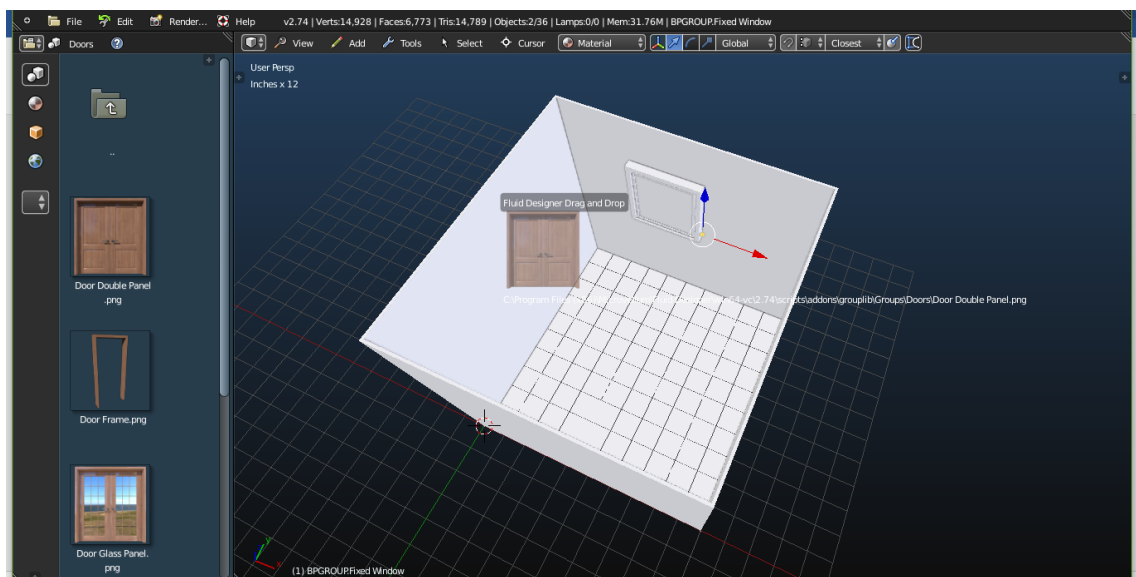 File Edit Render... Help v2.74 | Verts:14,928 | Faces:6,773 | Tris:14,789 | Objects:2/36 | Lamps:0/0 | Mem:31.76M | BPGROUP.Fixed Window
Doors View Add Tools Select Cursor Material Global Closest
User Persp
Inches x 12
..
Fluid Designer Drag and Drop
Door Double Panel
.png
C:\Program \2.74\scripts\addons\grouplib\Groups\Doors\Door Double Panel.png
Door Frame.png
Door Glass Panel.
png
(1) BPGROUP.Fixed Window